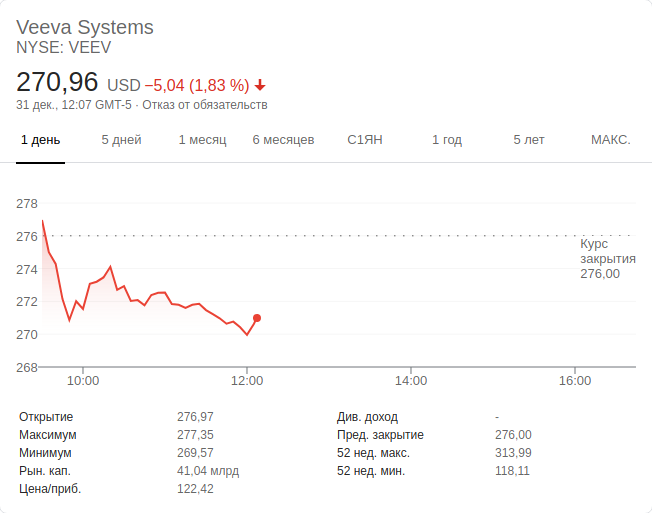 Veeva Systems
NYSE: VEEV
270,96 USD −5,04 (1,83 %)
31 дек., 12:07 GMT-5 · Отказ от обязательств
1 день 5 дней 1 месяц 6 месяцев С1ЯН 1 год 5 лет МАКС.
278
276
274
272
270
268
Курс
закрытия
276,00
10:00 12:00 14:00 16:00
Открытие 276,97
Максимум 277,35
Минимум 269,57
Рын. кап. 41,04 млрд
Цена/приб. 122,42
Див. доход -
Пред. закрытие 276,00
52 нед. макс. 313,99
52 нед. мин. 118,11